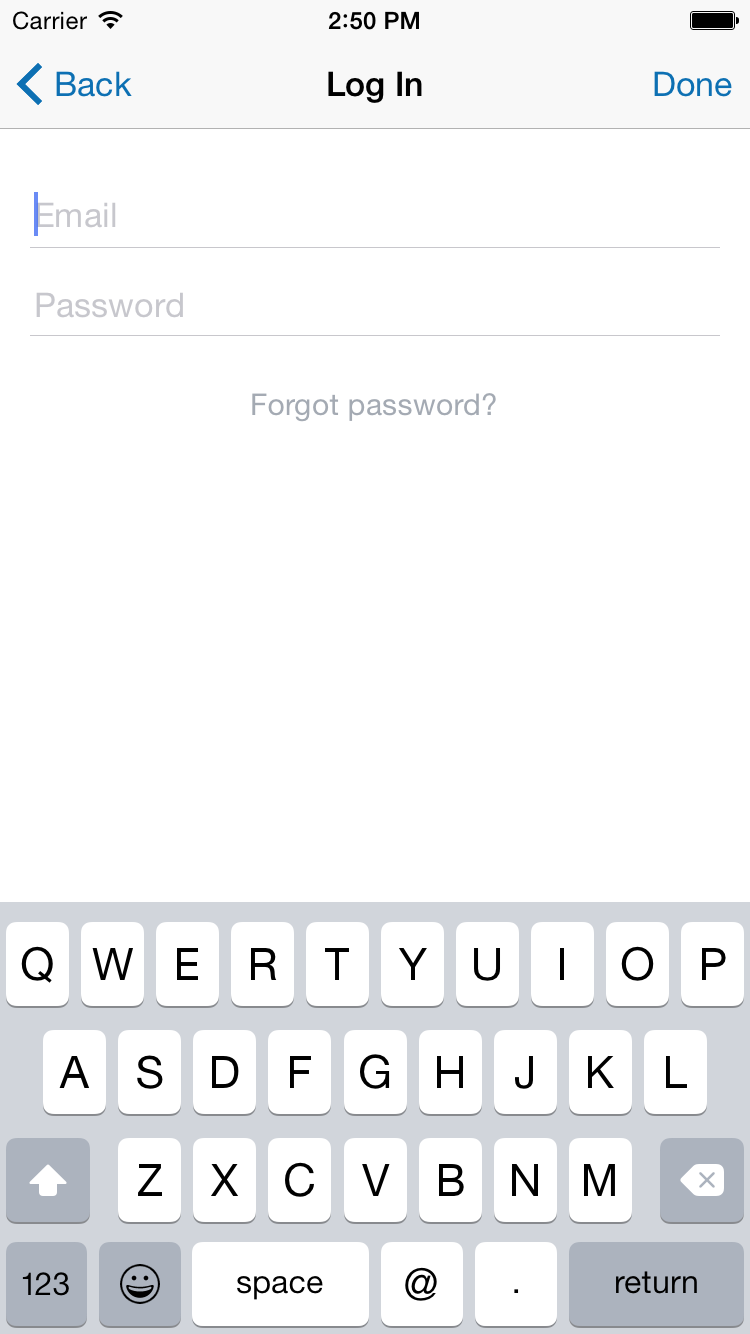 Carrier 2:50 PM
Back Log In Done
Email
Password
Forgot password?
Q W E R T Y U I O P
A S D F G H J K L
Z X C V B N M
123 space @ . return